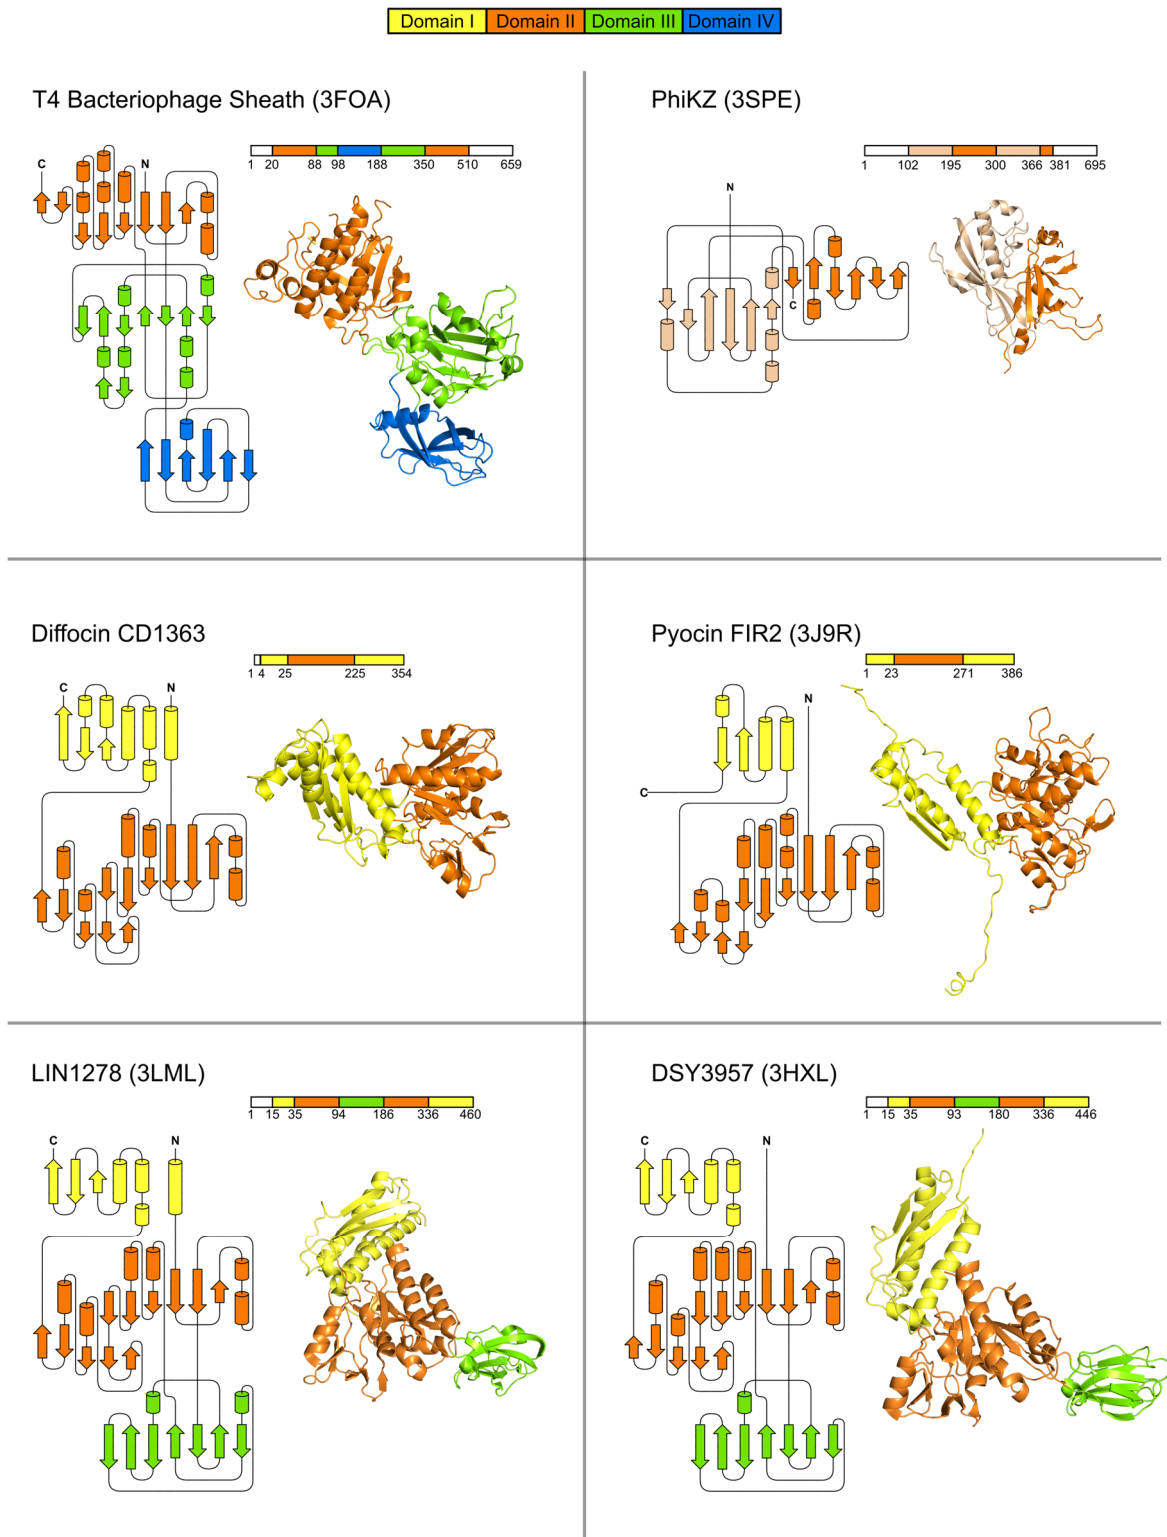 Domain I Domain II Domain III Domain IV
T4 Bacteriophage Sheath (3FOA)
C N
1 20 88 98 188 350 510 659
PhiKZ (3SPE)
1 102 195 300 366 381 695
N
C
Diffocin CD1363
1 4 25 225 354
C N
Pyocin FIR2 (3J9R)
1 23 271 386
N
C
LIN1278 (3LML)
1 15 35 94 186 336 460
C N
DSY3957 (3HXL)
1 15 35 93 180 336 446
C N